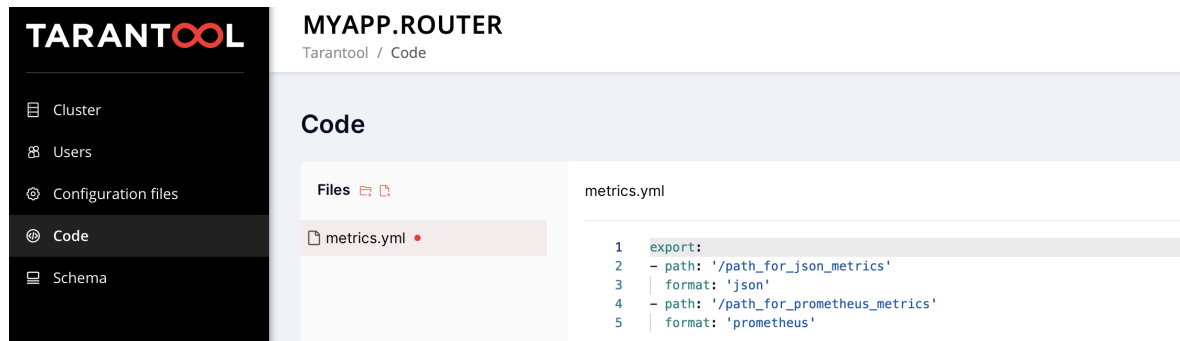 TARANTOOL
Cluster
Users
Configuration files
Code
Schema
MYAPP.ROUTER
Tarantool / Code
Code
Files
metrics.yml
metrics.yml
1 export:
2 - path: '/path_for_json_metrics'
3 format: 'json'
4 - path: '/path_for_prometheus_metrics'
5 format: 'prometheus'